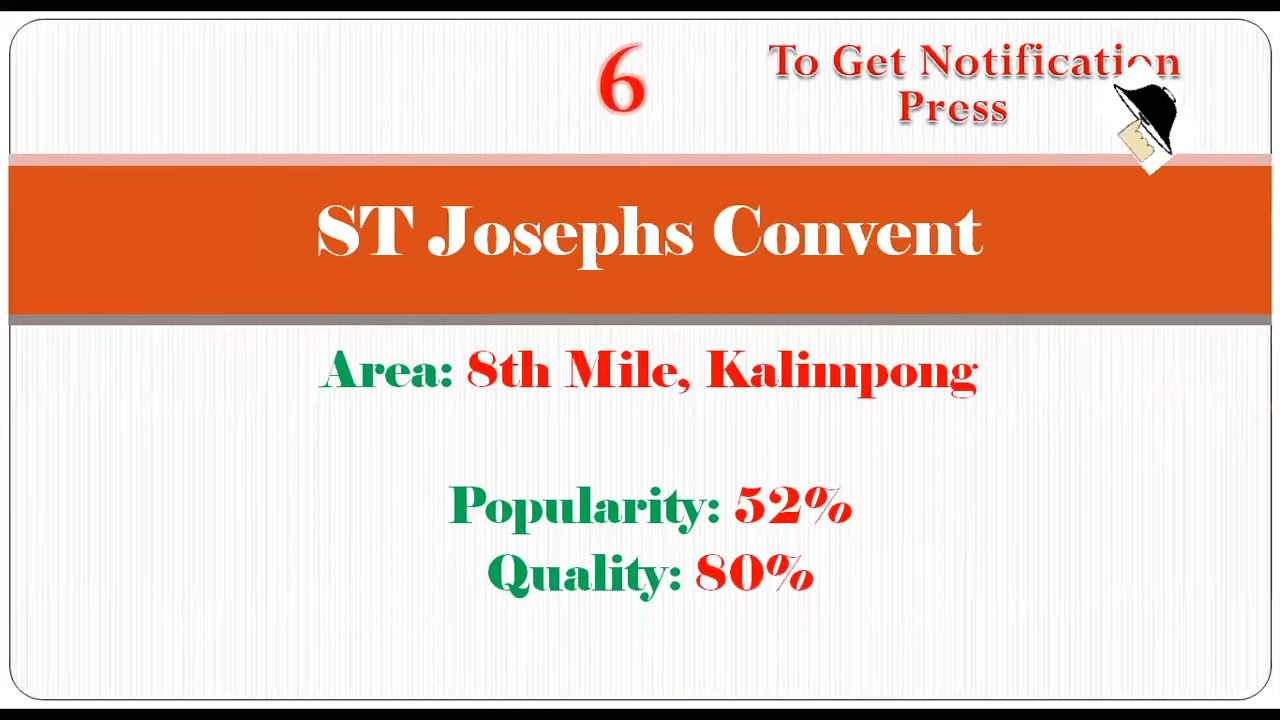 6
To Get Notification
Press
ST Josephs Convent
Area: 8th Mile, Kalimpong
Popularity: 52%
Quality: 80%